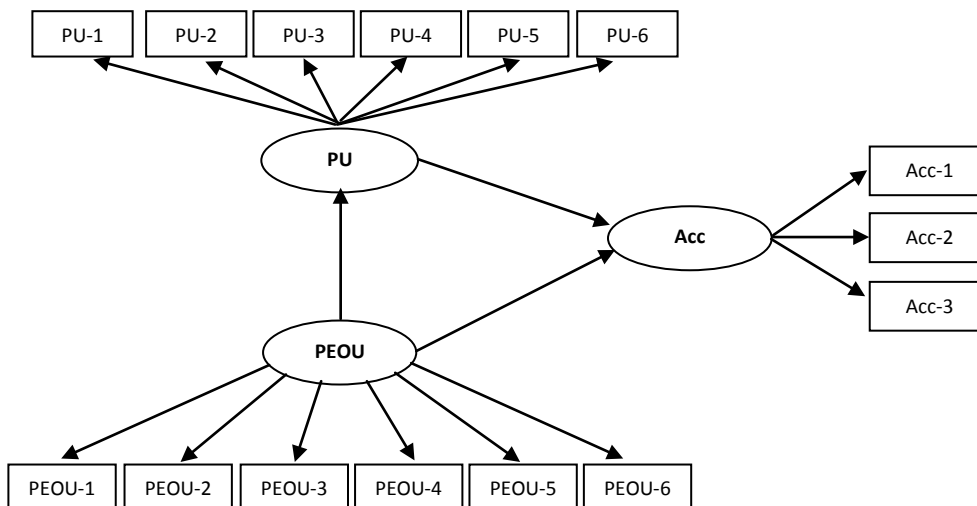 PU-1 PU-2 PU-3 PU-4 PU-5 PU-6
PU
Acc-1
Acc
Acc-2
Acc-3
PEOU
PEOU-1 PEOU-2 PEOU-3 PEOU-4 PEOU-5 PEOU-6